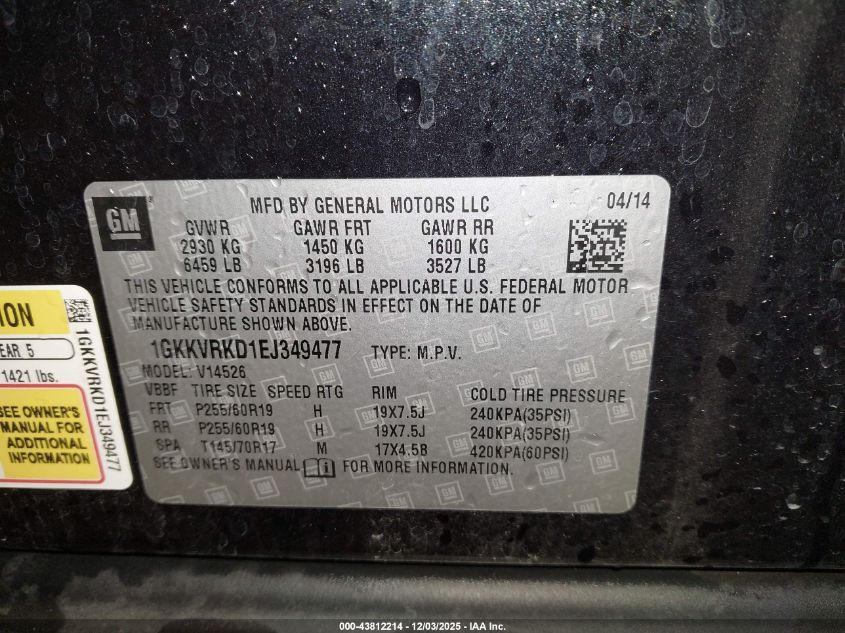 GM
MFD BY GENERAL MOTORS LLC 04/14
GVWR GAWR FRT GAWR RR
2930 KG 1450 KG 1600 KG
6459 LB 3196 LB 3527 LB
THIS VEHICLE CONFORMS TO ALL APPLICABLE U.S. FEDERAL MOTOR
VEHICLE SAFETY STANDARDS IN EFFECT ON THE DATE OF
MANUFACTURE SHOWN ABOVE.
1GKKVRKD1EJ349477 TYPE: M.P.V.
MODEL: V14526
VBBF TIRE SIZE SPEED RTG RIM COLD TIRE PRESSURE
FRT P255/60R19 H 19X7.5J 240KPA(35PSI)
RR P255/60R19 H 19X7.5J 240KPA(35PSI)
SPA T145/70R17 M 17X4.5B 420KPA(60PSI)
SEE OWNER'S MANUAL FOR MORE INFORMATION.
ION
EAR 5
1421 lbs.
SEE OWNER'S
MANUAL FOR
ADDITIONAL
INFORMATION
1GKKVRKD1EJ349477
000-43812214 - 12/03/2025 - IAA Inc.